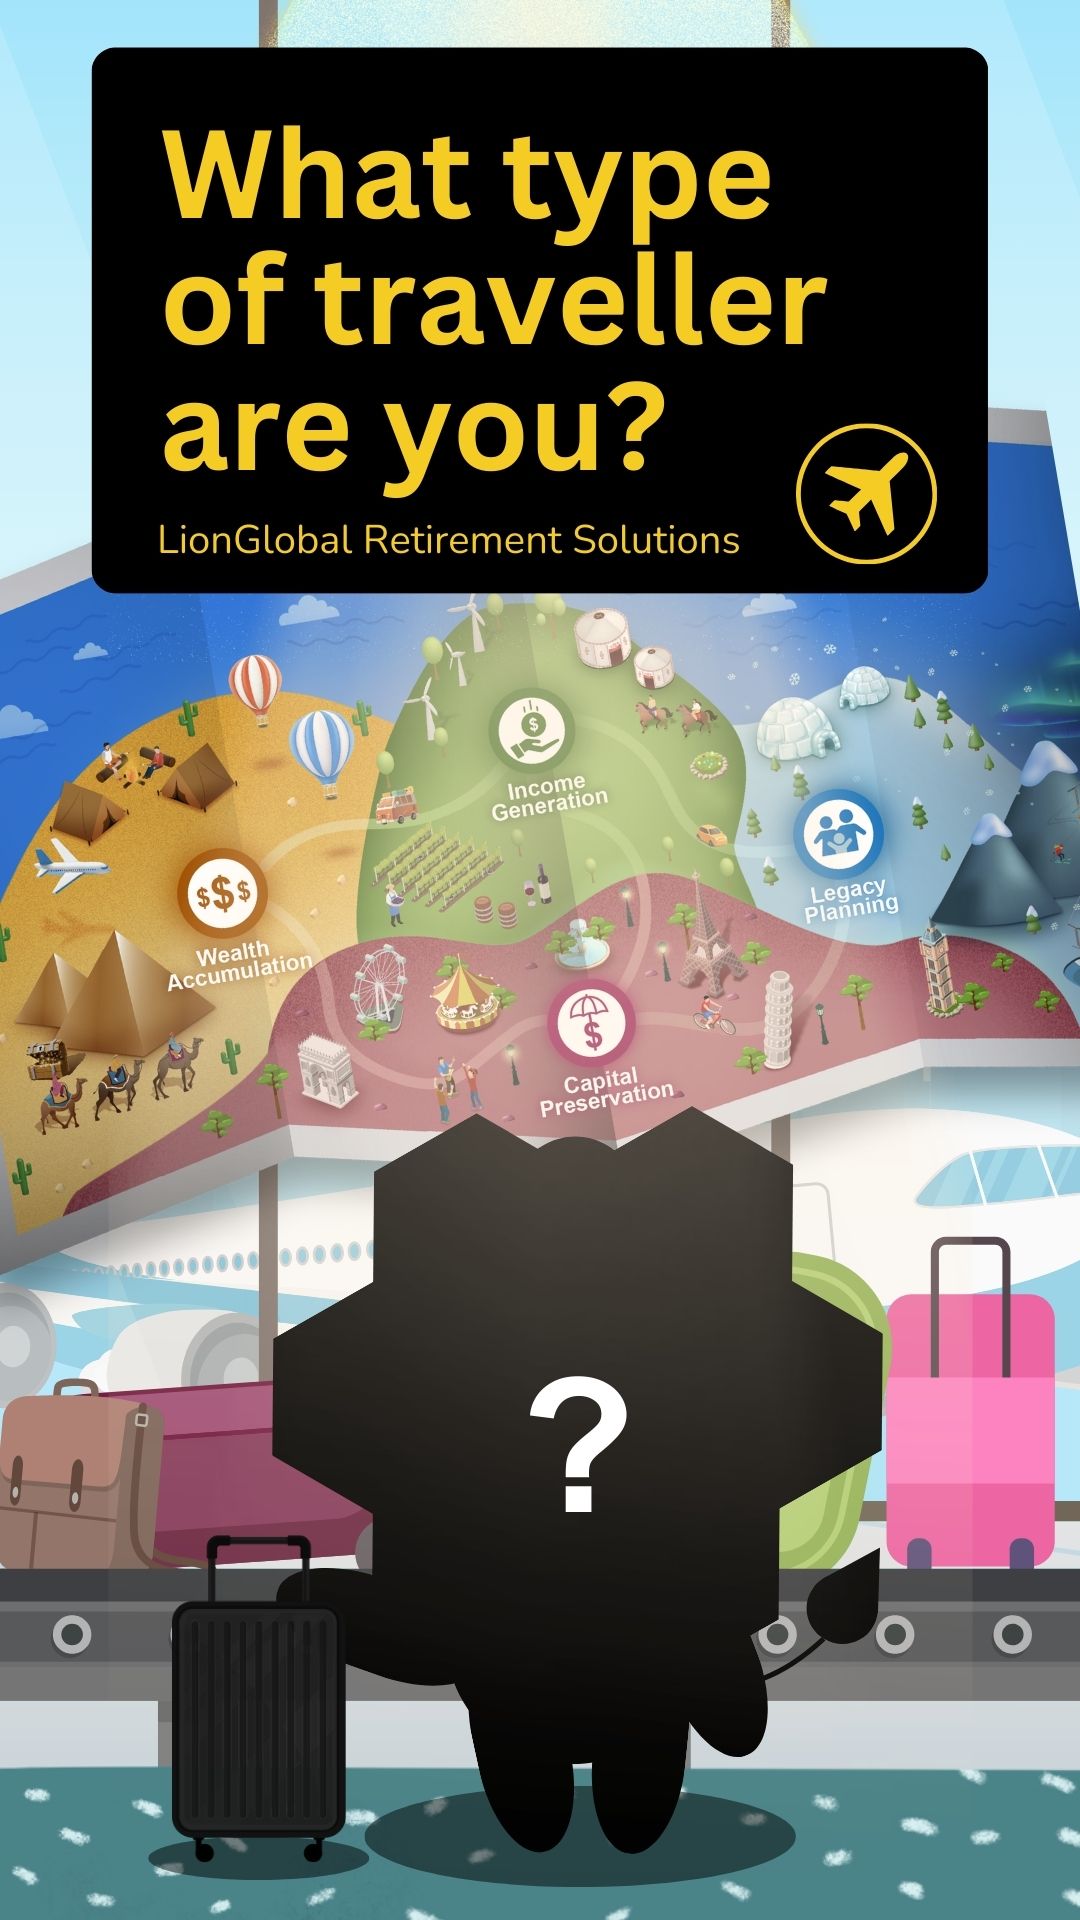 What type
of traveller
are you?
LionGlobal Retirement Solutions
$
Income
Generation
$$$
Wealth
Accumulation
Legacy
Planning
$
Capital
Preservation
?